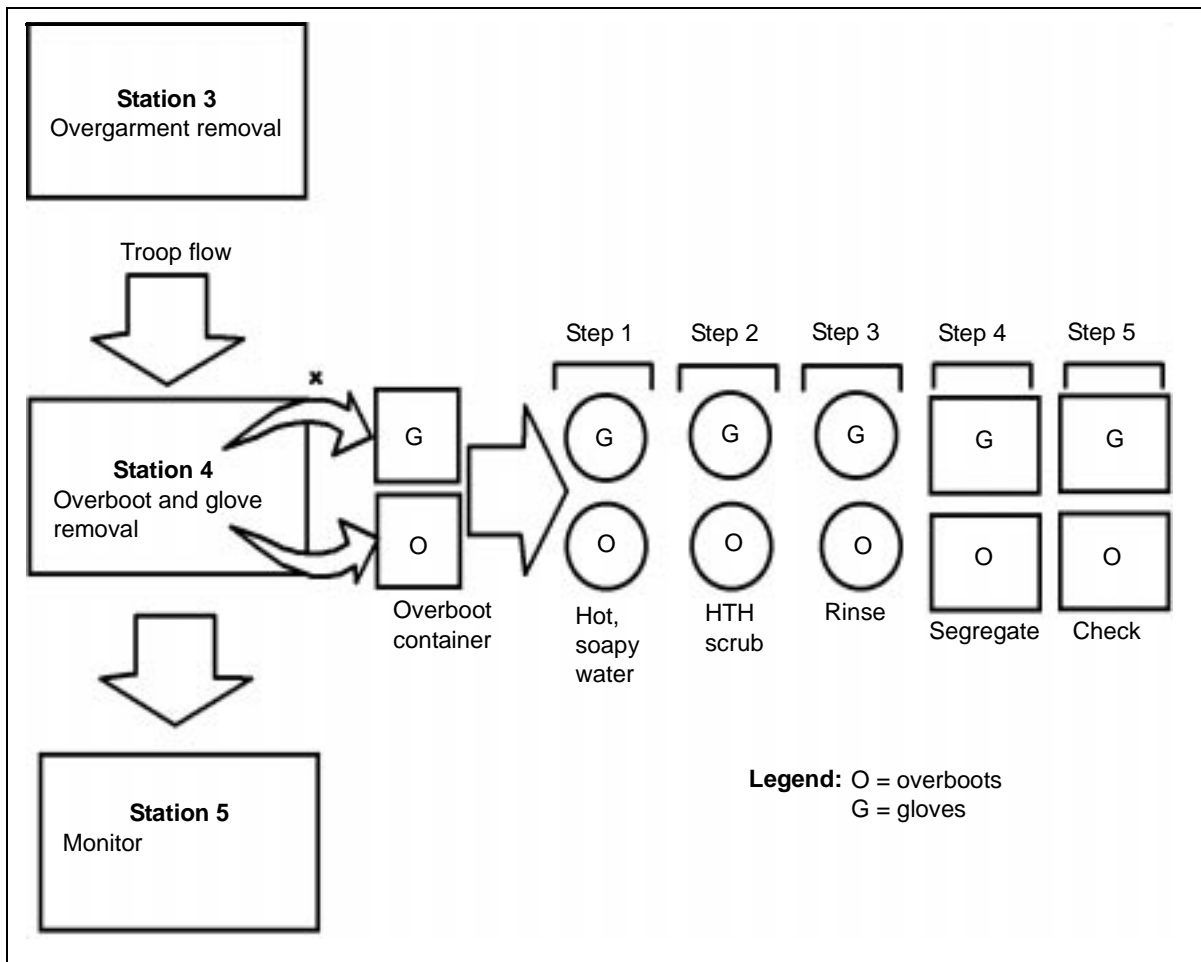 Station 3
Overgarment removal
Troop flow
x
Station 4
Overboot and glove
removal
G
O
Overboot
container
Step 1
Step 2
Step 3
Step 4
Step 5
G
G
G
G
G
O
O
O
O
O
Hot,
soapy
water
HTH
scrub
Rinse
Segregate
Check
Station 5
Monitor
Legend: O = overboots
G = gloves